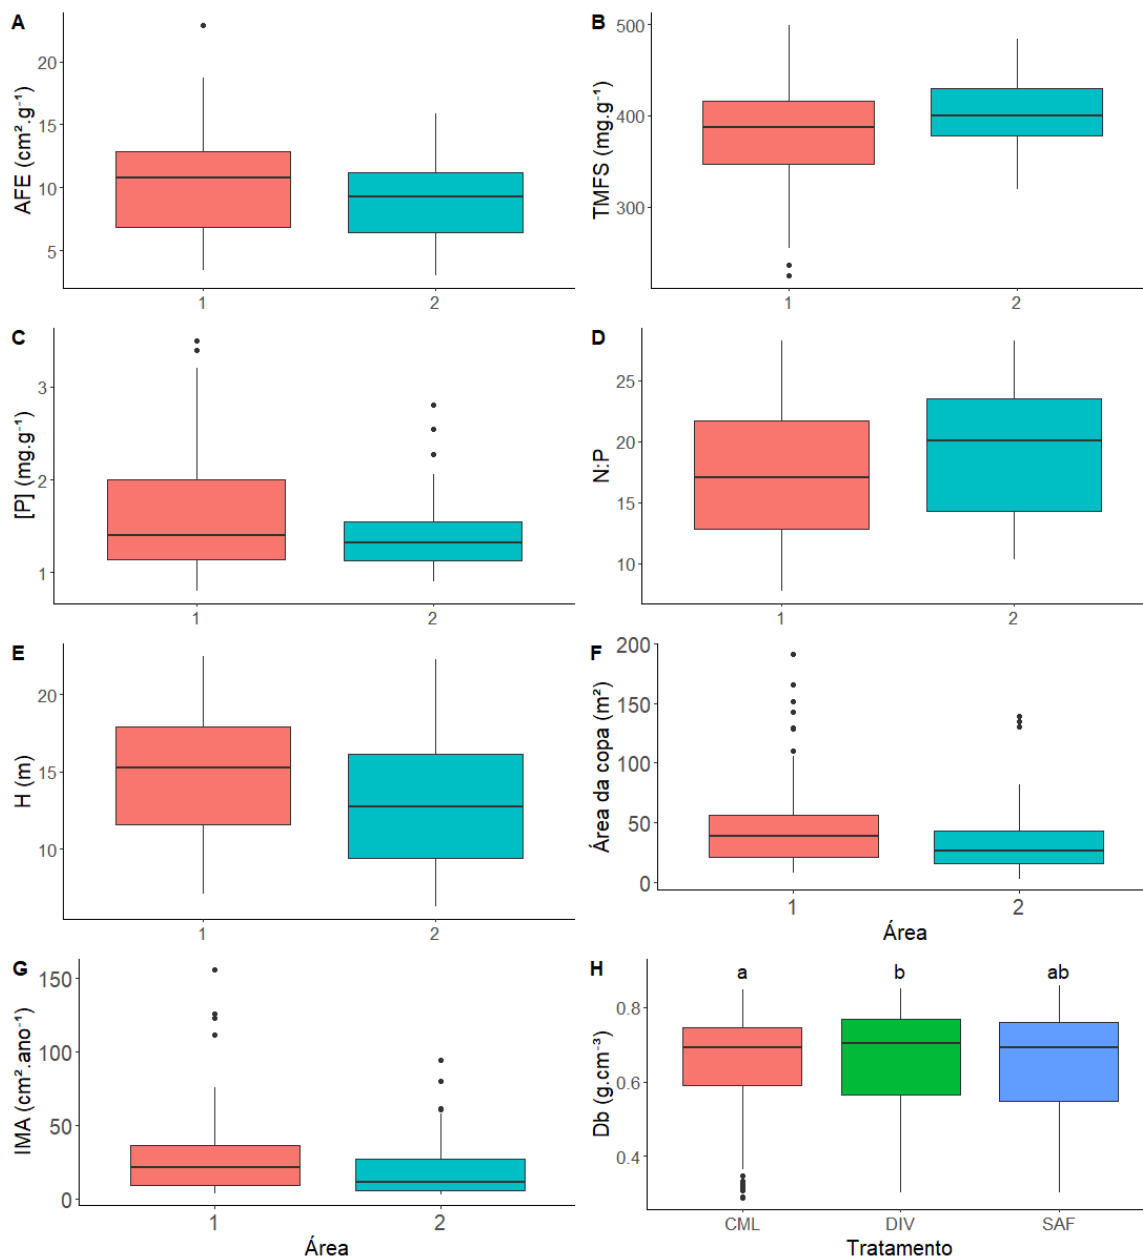 A
AFE (cm².g⁻¹)
20
15
10
5
1
2
B
TMFS (mg.g⁻¹)
500
400
300
1
2
C
[P] (mg.g⁻¹)
3
2
1
1
2
D
N:P
25
20
15
10
1
2
E
H (m)
20
15
10
1
2
F
Área da copa (m²)
200
150
100
50
0
1
2
Área
G
IMA (cm².ano⁻¹)
150
100
50
0
1
2
Área
H
a
b
ab
Db (g.cm⁻³)
0.8
0.6
0.4
CML
DIV
SAF
Tratamento